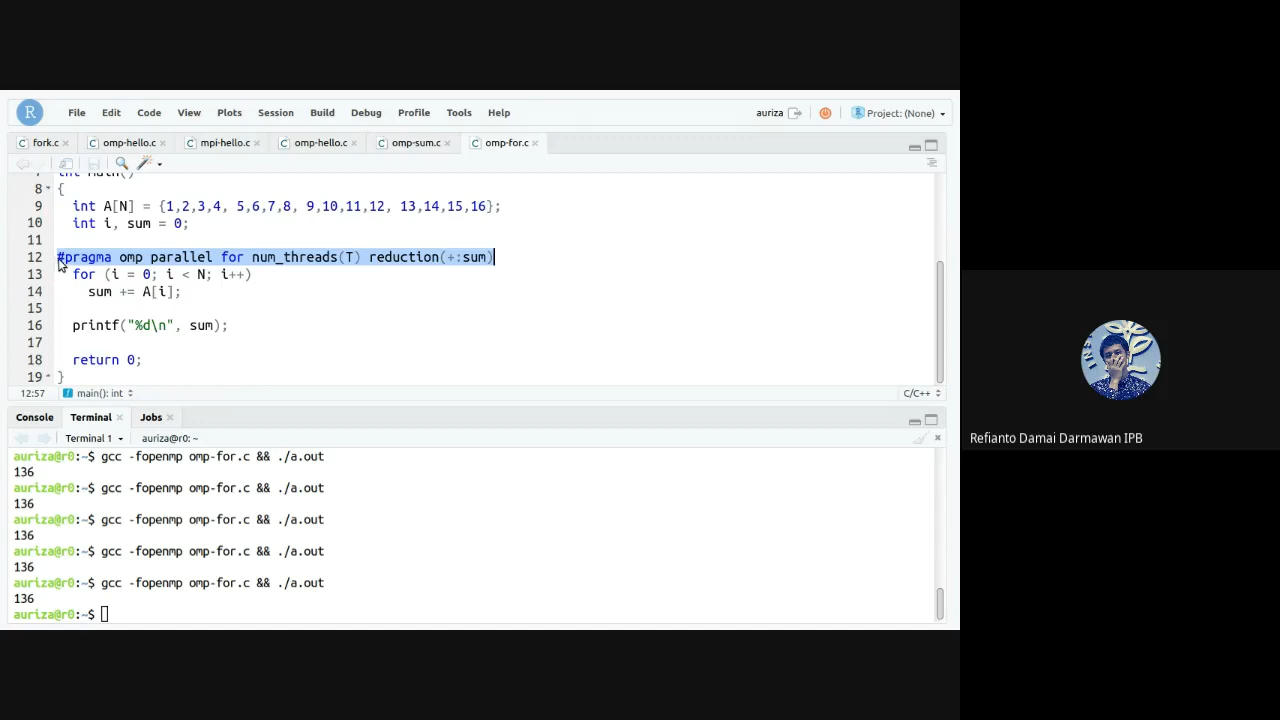 R File Edit Code View Plots Session Build Debug Profile Tools Help auriza Project: (None)
fork.c × omp-hello.c × mpi-hello.c × omp-hello.c × omp-sum.c × omp-for.c ×
7 int main()
8 {
9 int A[N] = {1,2,3,4, 5,6,7,8, 9,10,11,12, 13,14,15,16};
10 int i, sum = 0;
11
12 #pragma omp parallel for num_threads(T) reduction(+:sum)
13 for (i = 0; i < N; i++)
14 sum += A[i];
15
16 printf("%d\n", sum);
17
18 return 0;
19 }
12:57 main(): int C/C++
Console Terminal × Jobs ×
Terminal 1 auriza@r0: ~
auriza@r0:~$ gcc -fopenmp omp-for.c && ./a.out
136
auriza@r0:~$ gcc -fopenmp omp-for.c && ./a.out
136
auriza@r0:~$ gcc -fopenmp omp-for.c && ./a.out
136
auriza@r0:~$ gcc -fopenmp omp-for.c && ./a.out
136
auriza@r0:~$ gcc -fopenmp omp-for.c && ./a.out
136
auriza@r0:~$
Refianto Damai Darmawan IPB